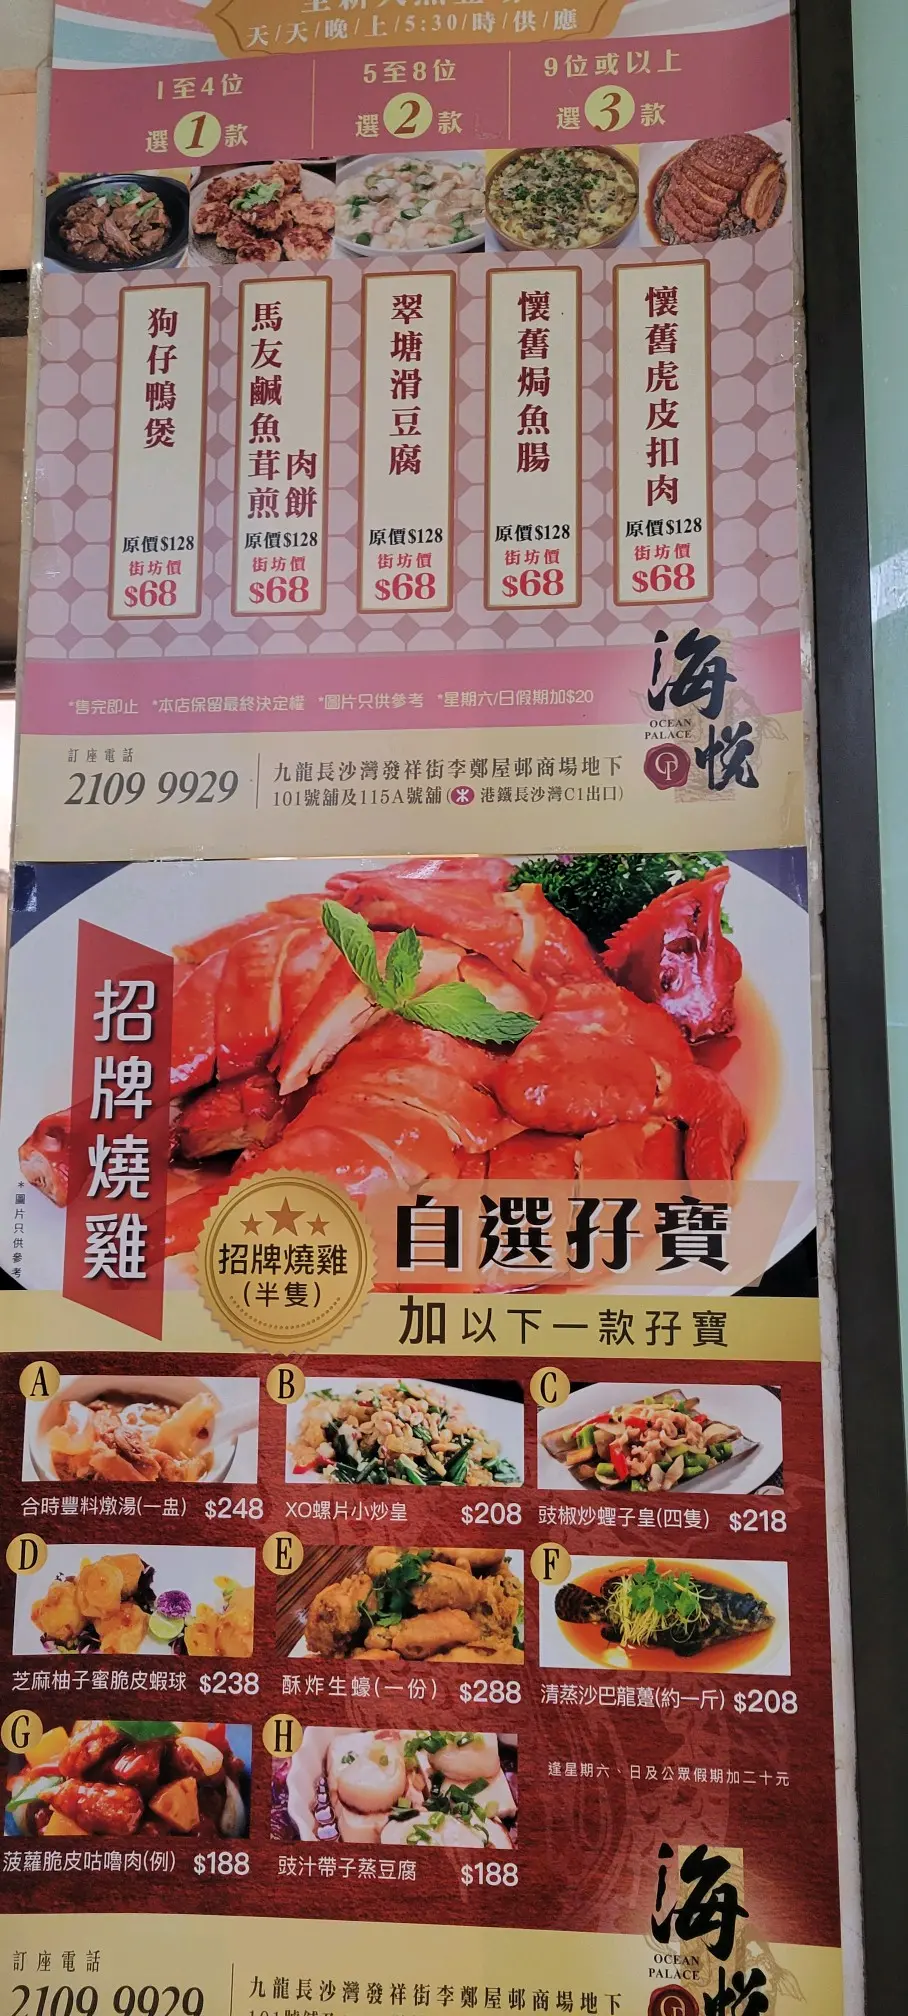 天/天/晚/上/5:30/時/供/應
1至4位
選1款
5至8位
選2款
9位或以上
選3款
狗仔鴨煲
原價$128
街坊價
$68
馬友鹹魚茸煎肉餅
原價$128
街坊價
$68
翠塘滑豆腐
原價$128
街坊價
$68
懷舊焗魚腸
原價$128
街坊價
$68
懷舊虎皮扣肉
原價$128
街坊價
$68
*售完即止 *本店保留最終決定權 *圖片只供參考 *星期六/日假期加$20
海悅
OCEAN
PALACE
OP
訂座電話
2109 9929
九龍長沙灣發祥街李鄭屋邨商場地下
101號舖及115A號舖(港鐵長沙灣C1出口)
招牌燒雞
*圖片只供參考
招牌燒雞
(半隻)
自選孖寶
加以下一款孖寶
A
合時豐料燉湯(一盅) $248
B
XO螺片小炒皇 $208
C
豉椒炒蟶子皇(四隻) $218
D
芝麻柚子蜜脆皮蝦球 $238
E
酥炸生蠔(一份) $288
F
清蒸沙巴龍躉(約一斤) $208
G
菠蘿脆皮咕嚕肉(例) $188
H
豉汁帶子蒸豆腐 $188
逢星期六、日及公眾假期加二十元
海悅
OCEAN
PALACE
訂座電話
2109 9929
九龍長沙灣發祥街李鄭屋邨商場地下